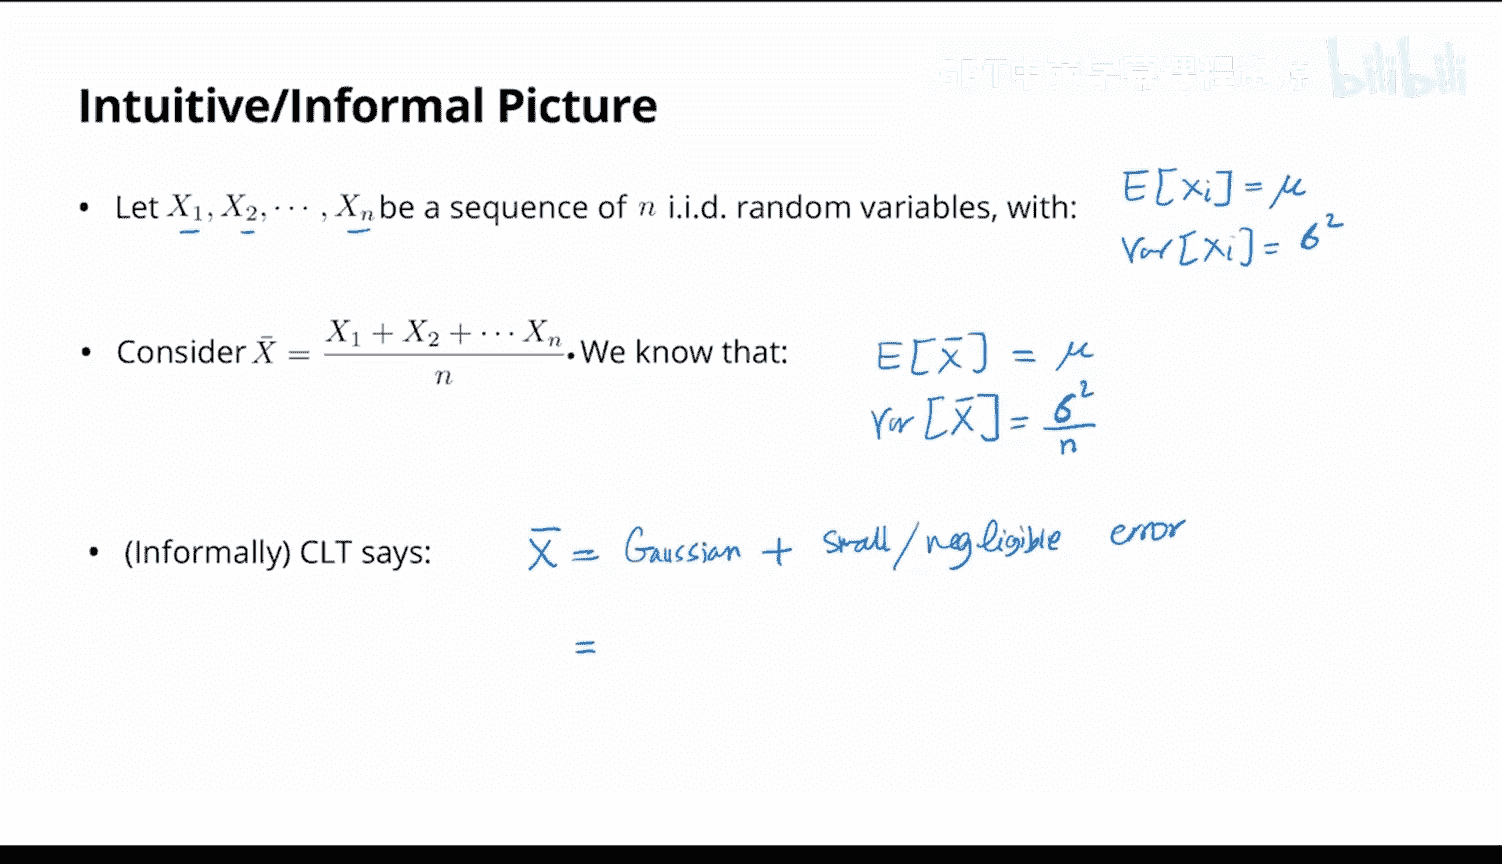 bilibili
Intuitive/Informal Picture
• Let X₁, X₂, ⋯ , Xₙ be a sequence of n i.i.d. random variables, with:
E[Xi] = μ
Var[Xi] = σ²
• Consider X̄ = (X₁ + X₂ + ⋯ Xₙ)/n. We know that:
E[X̄] = μ
Var[X̄] = σ²/n
• (Informally) CLT says: X̄ = Gaussian + small/negligible error
=